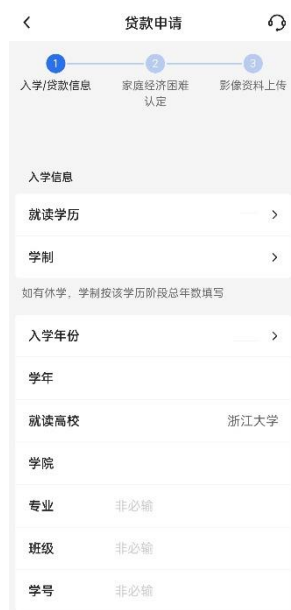 贷款申请
1
2
3
入学/贷款信息
家庭经济困难
认定
影像资料上传
入学信息
就读学历
学制
如有休学，学制按该学历阶段总年数填写
入学年份
学年
就读高校 浙江大学
学院
专业 非必输
班级 非必输
学号 非必输